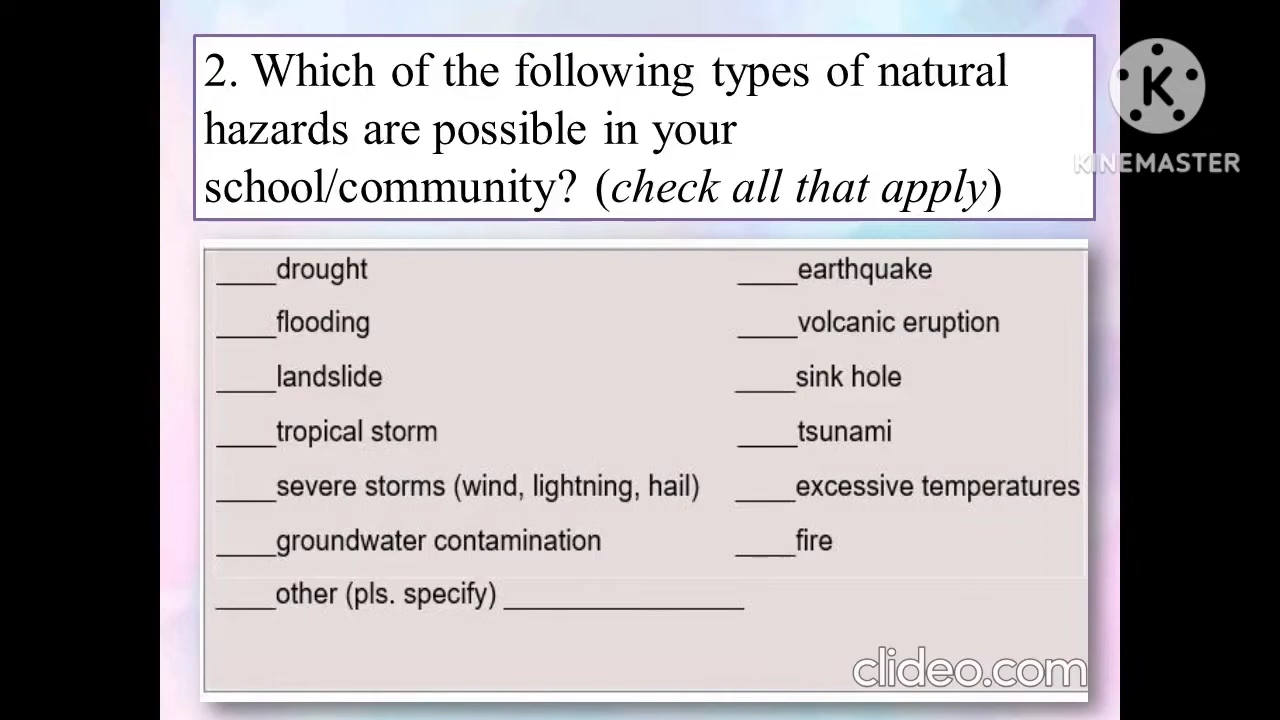 2. Which of the following types of natural
hazards are possible in your
school/community? (check all that apply)
K
KINEMASTER
____drought
____flooding
____landslide
____tropical storm
____severe storms (wind, lightning, hail)
____groundwater contamination
____other (pls. specify) ________________
____earthquake
____volcanic eruption
____sink hole
____tsunami
____excessive temperatures
____fire
clideo.com